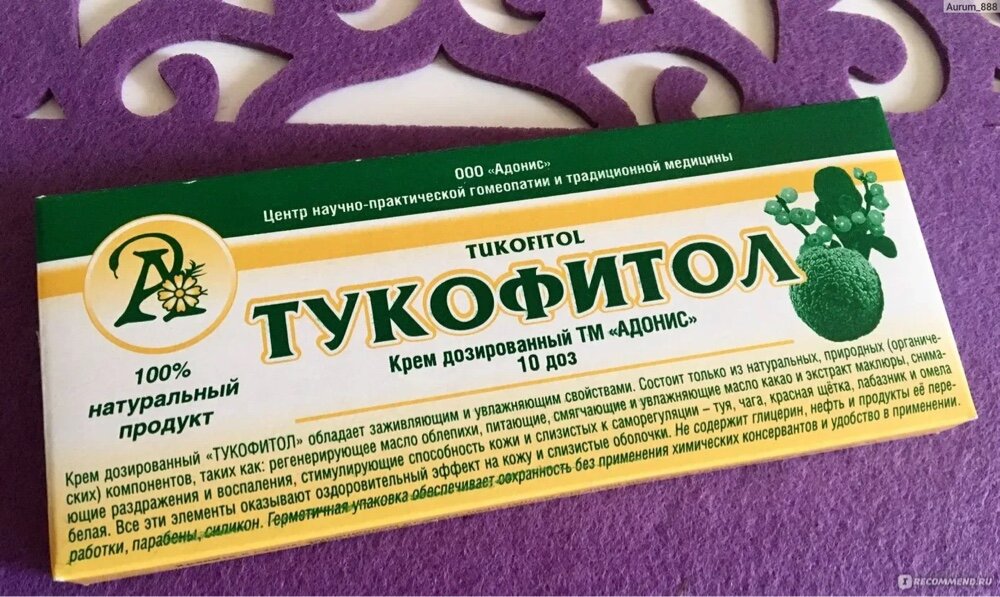 Aurum_888
ООО «Адонис»
Центр научно-практической гомеопатии и традиционной медицины
А
TUKOFITOL
ТУКОФИТОЛ
Крем дозированный ТМ «АДОНИС»
10 доз
100%
натуральный
продукт
Крем дозированный «ТУКОФИТОЛ» обладает заживляющим и увлажняющим свойствами. Состоит только из натуральных, природных (органиче-
ских) компонентов, таких как: регенерирующее масло облепихи, питающие, смягчающие и увлажняющие масло какао и экстракт маклюры, снима-
ющие раздражения и воспаления, стимулирующие способность кожи и слизистых к саморегуляции – туя, чага, красная щётка, лабазник и омела
белая. Все эти элементы оказывают оздоровительный эффект на кожу и слизистые оболочки. Не содержит глицерин, нефть и продукты её пере-
работки, парабены, силикон. Герметичная упаковка обеспечивает сохранность без применения химических консервантов и удобство в применении.
IRECOMMEND.RU